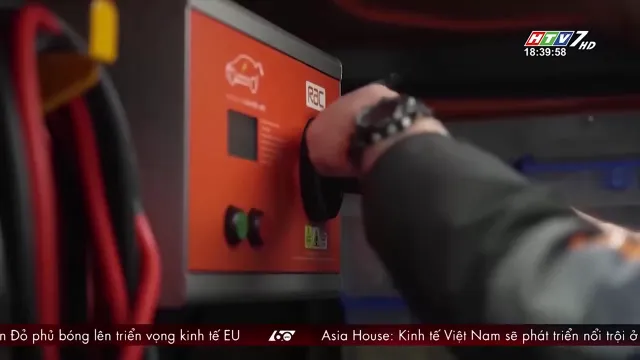 HTV7 HD
18:39:58
RAC
n Đỏ phủ bóng lên triển vọng kinh tế EU
60
Asia House: Kinh tế Việt Nam sẽ phát triển nổi trội ở